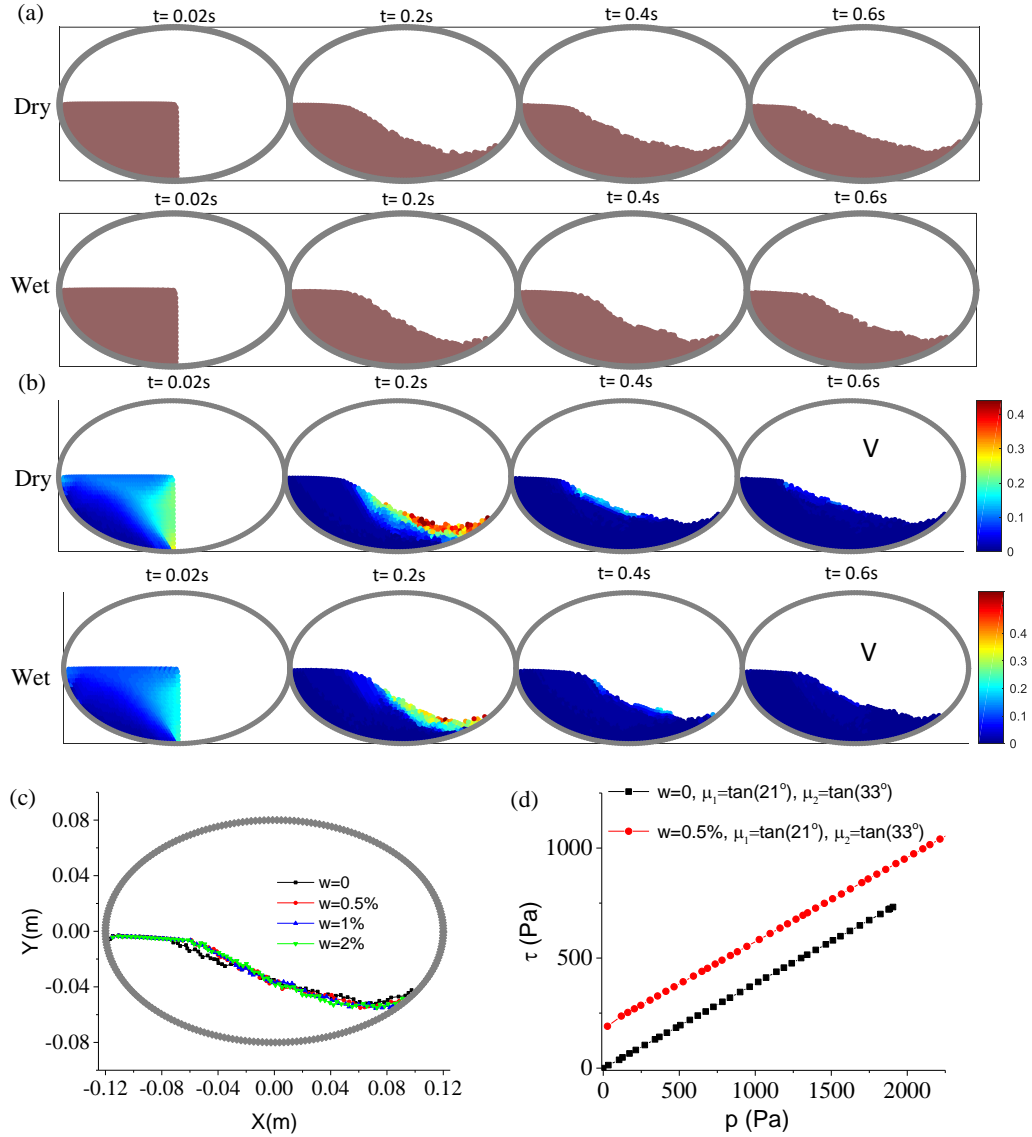 (a)
t= 0.02s t= 0.2s t= 0.4s t= 0.6s
Dry
t= 0.02s t= 0.2s t= 0.4s t= 0.6s
Wet
(b)
t= 0.02s t= 0.2s t= 0.4s t= 0.6s
Dry
V
0.4
0.3
0.2
0.1
0
t= 0.02s t= 0.2s t= 0.4s t= 0.6s
Wet
V
0.4
0.3
0.2
0.1
0
(c)
0.08
0.04
0.00
-0.04
-0.08
Y(m)
w=0
w=0.5%
w=1%
w=2%
-0.12 -0.08 -0.04 0.00 0.04 0.08 0.12
X(m)
(d)
w=0, μ₁=tan(21°), μ₂=tan(33°)
w=0.5%, μ₁=tan(21°), μ₂=tan(33°)
1000
500
0
τ (Pa)
0 500 1000 1500 2000
p (Pa)